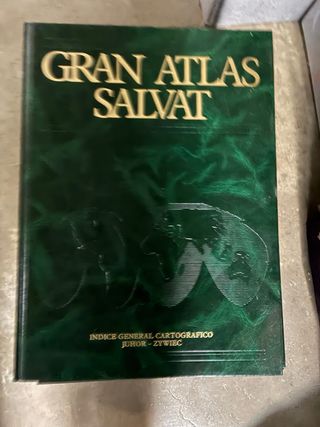 GRAN ATLAS
SALVAT
INDICE GENERAL CARTOGRAFICO
JUHOR - ZYWIEC